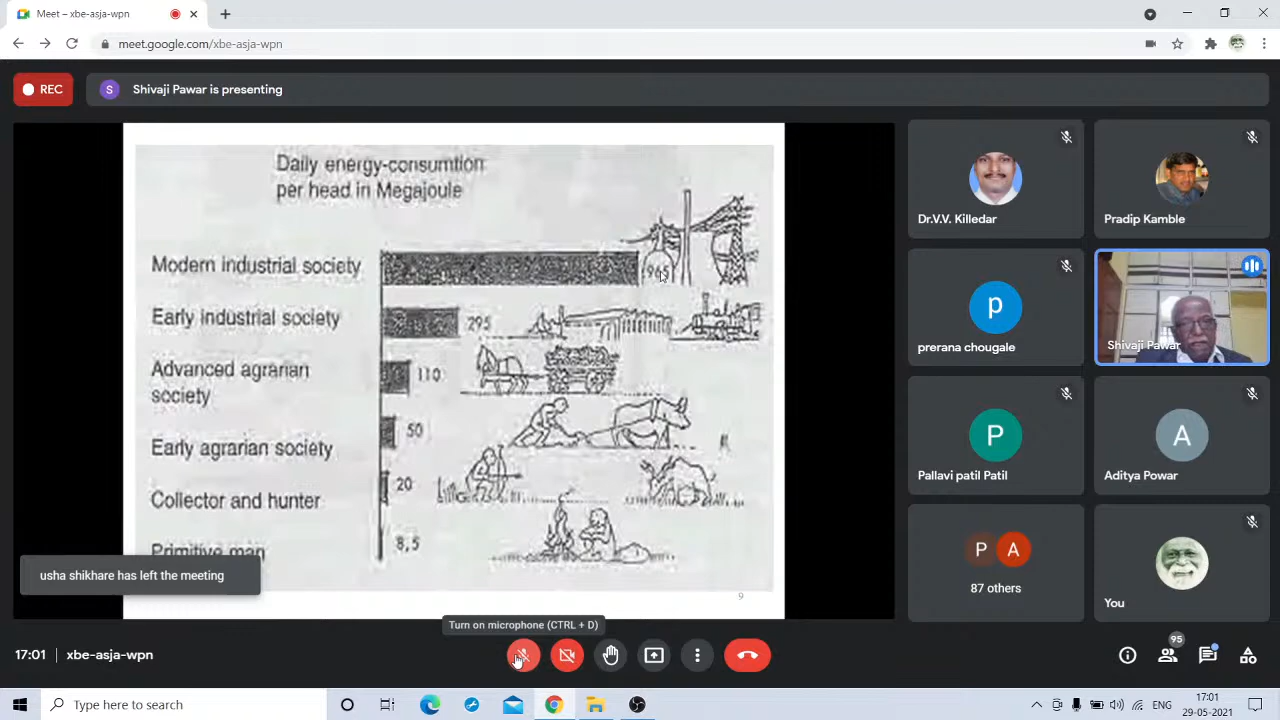 Meet – xbe-asja-wpn
meet.google.com/xbe-asja-wpn
REC
S
Shivaji Pawar is presenting
Daily energy-consumtion
per head in Megajoule
Modern industrial society
965
Early industrial society
295
Advanced agrarian
society
110
Early agrarian society
50
Collector and hunter
20
Primitive man
8,5
9
Dr.V.V. Killedar
Pradip Kamble
p
prerana chougale
Shivaji Pawar
P
Pallavi patil Patil
A
Aditya Powar
P A
87 others
You
usha shikhare has left the meeting
Turn on microphone (CTRL + D)
17:01 | xbe-asja-wpn
95
Type here to search
ENG
17:01
29-05-2021